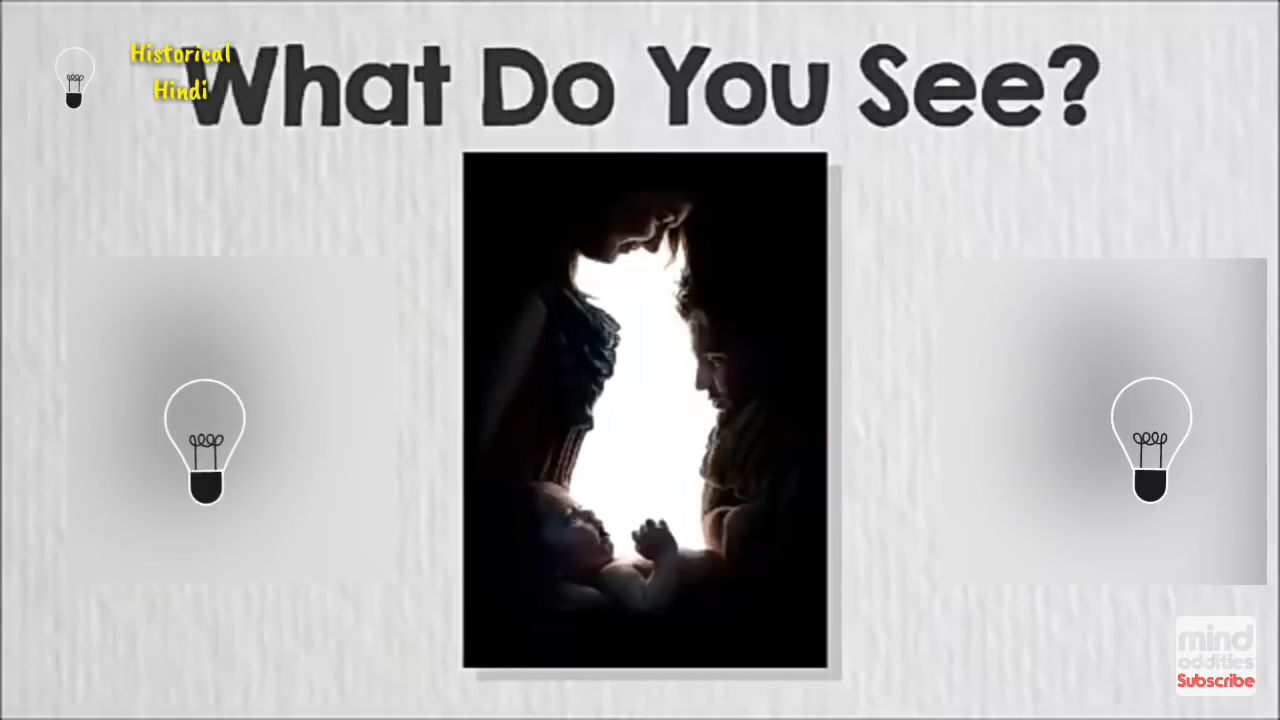 What Do You See?
Historical
Hindi
mind
oddities
Subscribe